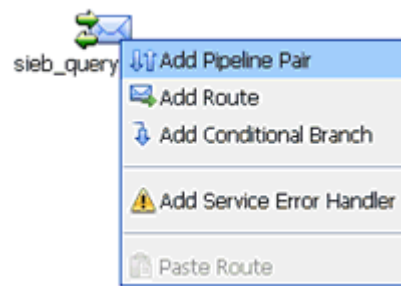 sieb_query
Add Pipeline Pair
Add Route
Add Conditional Branch
Add Service Error Handler
Paste Route